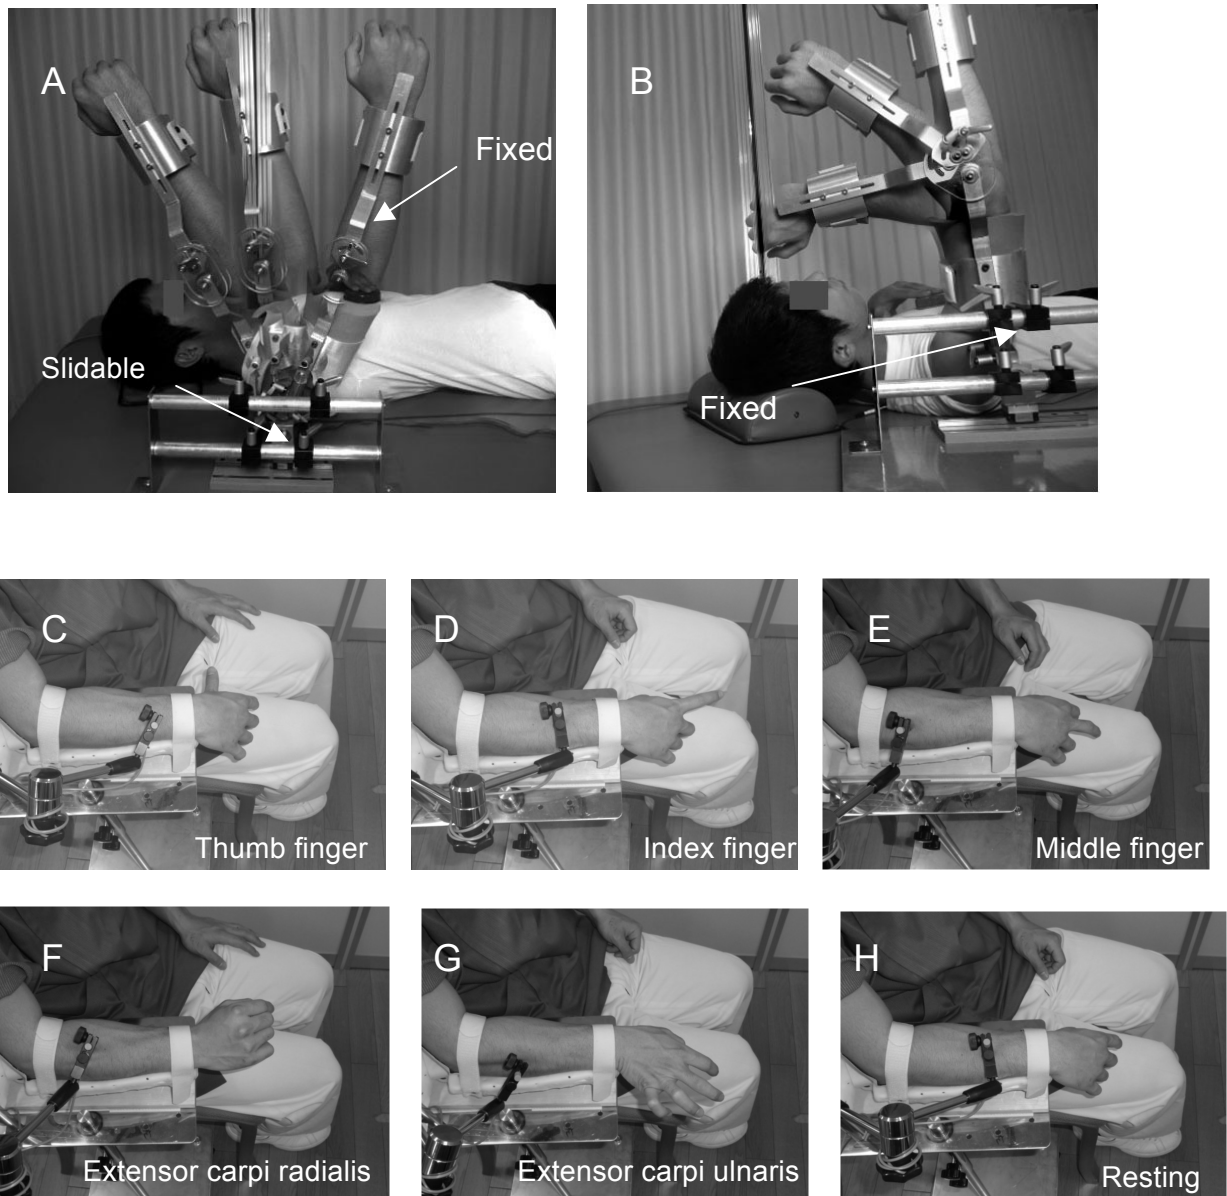 A
Fixed
Slidable
B
Fixed
C
Thumb finger
D
Index finger
E
Middle finger
F
Extensor carpi radialis
G
Extensor carpi ulnaris
H
Resting